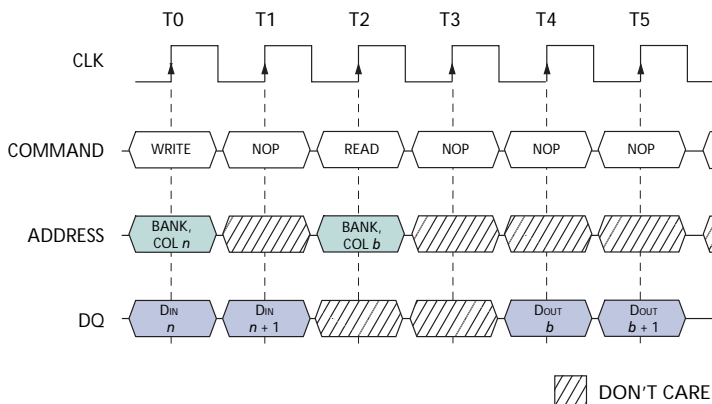 T0 T1 T2 T3 T4 T5
CLK
COMMAND WRITE NOP READ NOP NOP NOP
ADDRESS BANK, COL n BANK, COL b
DQ DIN n DIN n + 1 DOUT b DOUT b + 1
DON'T CARE